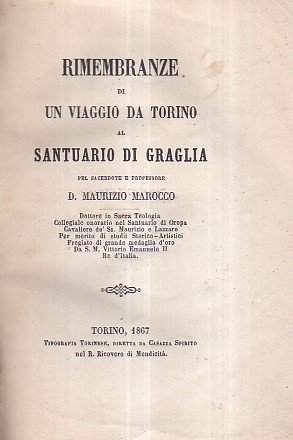 RIMEMBRANZE
DI
UN VIAGGIO DA TORINO
AL
SANTUARIO DI GRAGLIA
PEL SACERDOTE E PROFESSORE
D. MAURIZIO MAROCCO
Dottore in Sacra Teologia
Collegiale onorario nel Santuario di Oropa
Cavaliere de' Ss. Maurizio e Lazzaro
Per merito di studii Storico-Artistici
Fregiato di grande medaglia d'oro
Da S. M. Vittorio Emanuele II
Re d'Italia.
TORINO, 1867
TIPOGRAFIA TORINESE, DIRETTA DA CASAZZA SPIRITO
nel R. Ricovero di Mendicità.